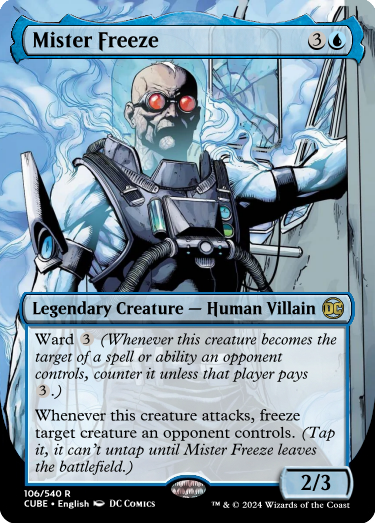 Mister Freeze 3
Legendary Creature — Human Villain DC
Ward 3 (Whenever this creature becomes the
target of a spell or ability an opponent
controls, counter it unless that player pays
3.)
Whenever this creature attacks, freeze
target creature an opponent controls. (Tap
it, it can't untap until Mister Freeze leaves
the battlefield.)
2/3
106/540 R
CUBE • English DC COMICS
™ & © 2024 Wizards of the Coast